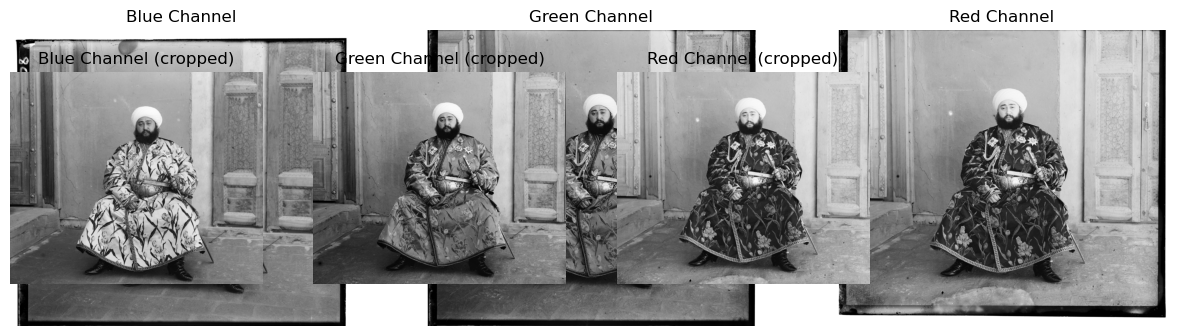 Blue Channel
Green Channel
Red Channel
Blue Channel (cropped)
Green Channel (cropped)
Red Channel (cropped)